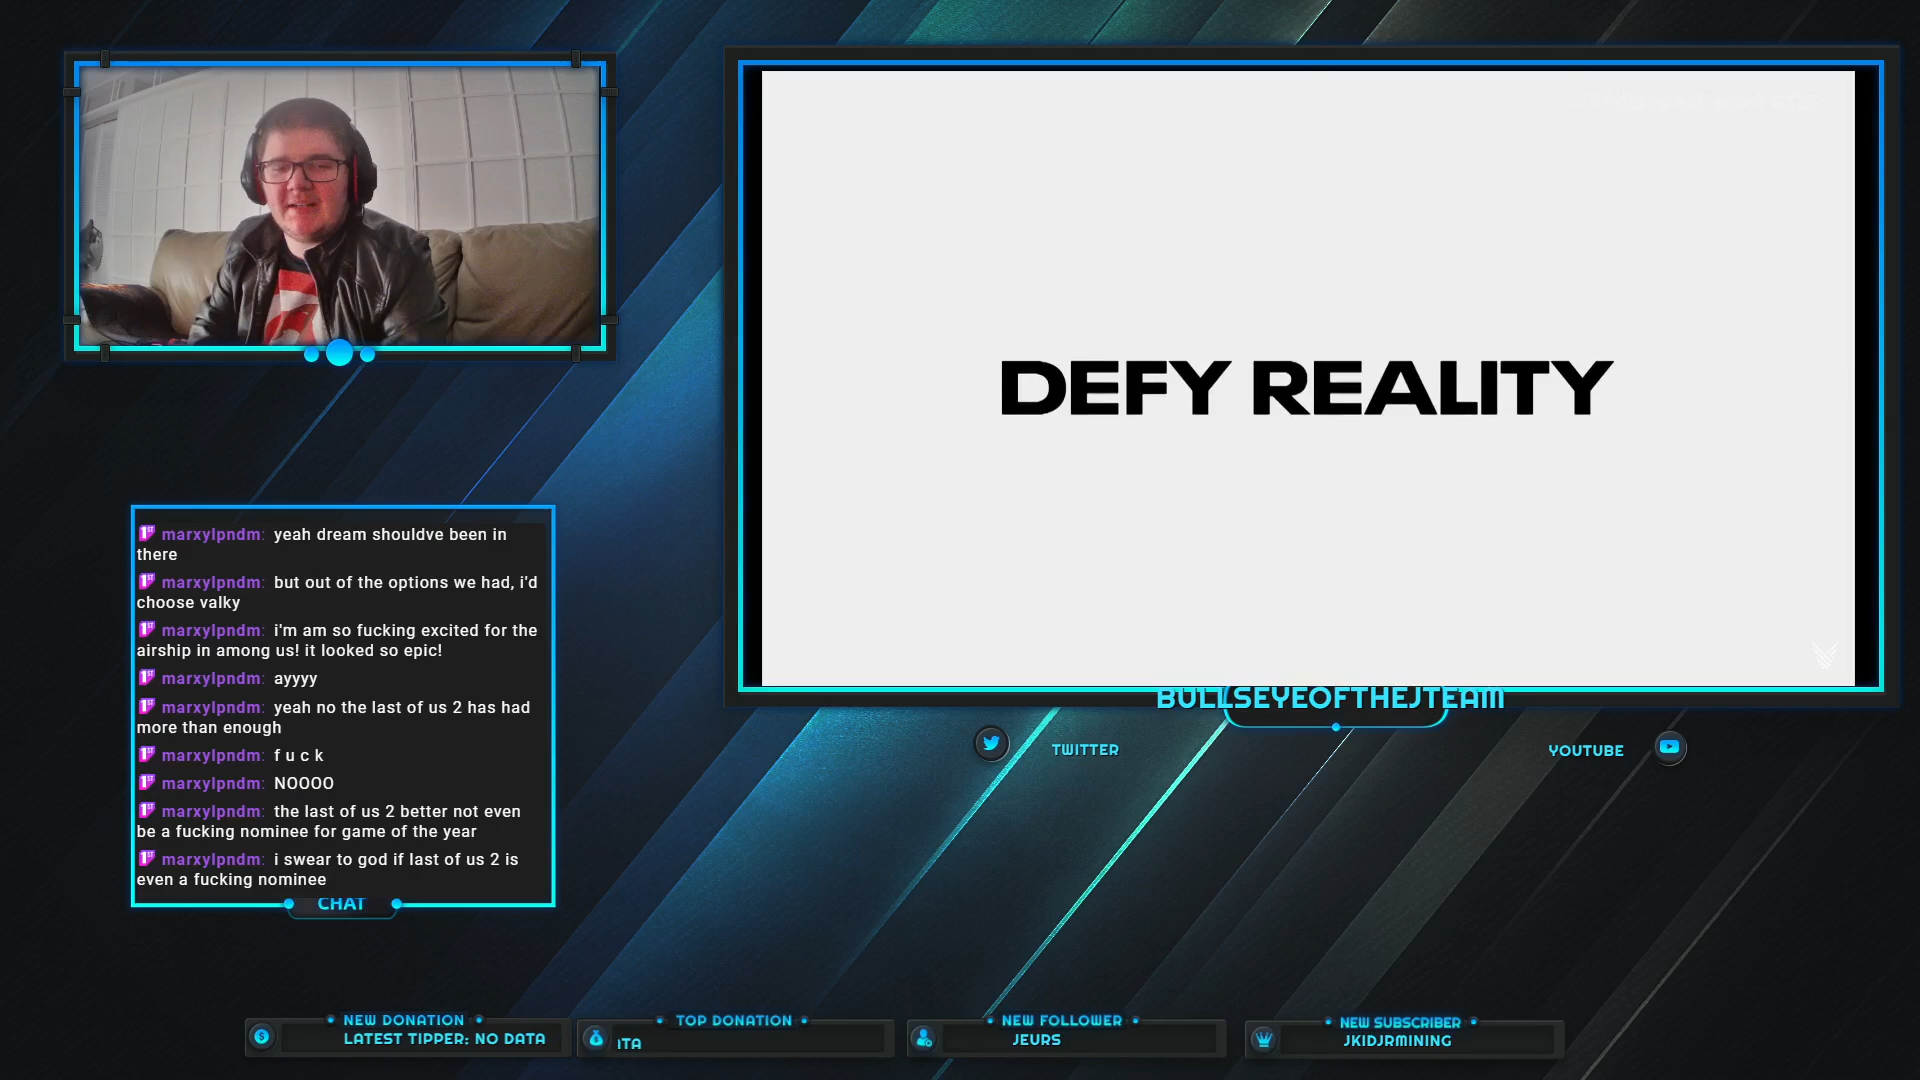 DEFY REALITY
marxylpndm: yeah dream shouldve been in
there
marxylpndm: but out of the options we had, i'd
choose valky
marxylpndm: i'm am so fucking excited for the
airship in among us! it looked so epic!
marxylpndm: ayyyy
marxylpndm: yeah no the last of us 2 has had
more than enough
marxylpndm: f u c k
marxylpndm: NOOOO
marxylpndm: the last of us 2 better not even
be a fucking nominee for game of the year
marxylpndm: i swear to god if last of us 2 is
even a fucking nominee
CHAT
BULLSEYEOFTHEJTEAM
TWITTER
YOUTUBE
NEW DONATION
LATEST TIPPER: NO DATA
TOP DONATION
ATA
NEW FOLLOWER
JEURS
NEW SUBSCRIBER
JKIDJRMINING